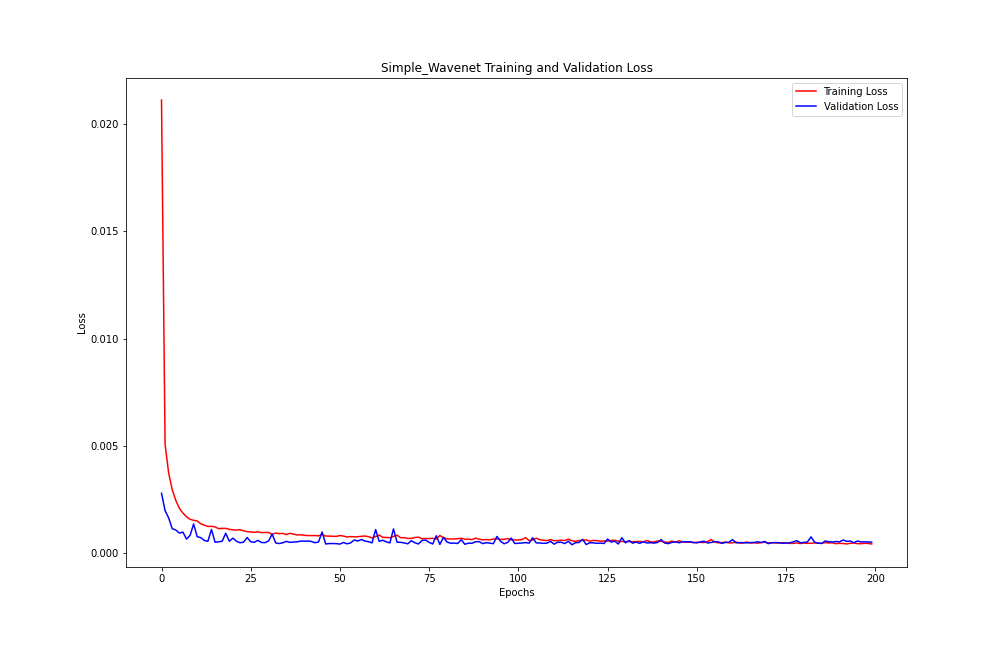 Simple_Wavenet Training and Validation Loss
Training Loss
Validation Loss
0.020
0.015
0.010
0.005
0.000
Loss
0
25
50
75
100
125
150
175
200
Epochs